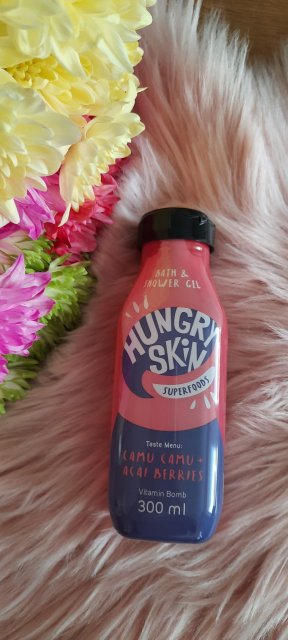 BATH &
SHOWER GEL
HUNGRY
SKiN
SUPERFOODS
Taste Menu:
CAMU CAMU +
ACAI BERRIES
Vitamin Bomb
300 ml